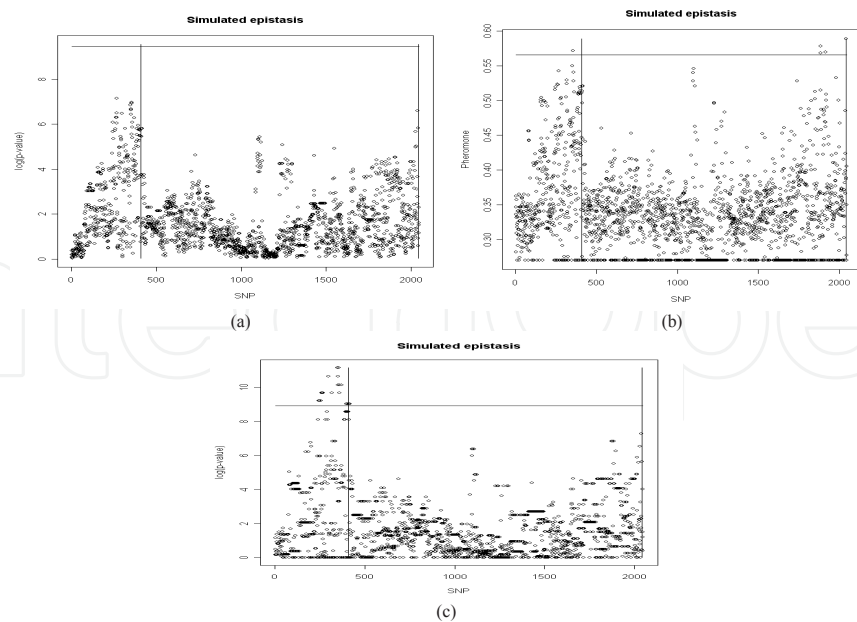 Simulated epistasis
log(p-value)
8
6
4
2
0
0 500 1000 1500 2000
SNP
(a)
Simulated epistasis
Pheromone
0.60
0.55
0.50
0.45
0.40
0.35
0.30
0 500 1000 1500 2000
SNP
(b)
Simulated epistasis
log(p-value)
10
8
6
4
2
0
0 500 1000 1500 2000
SNP
(c)